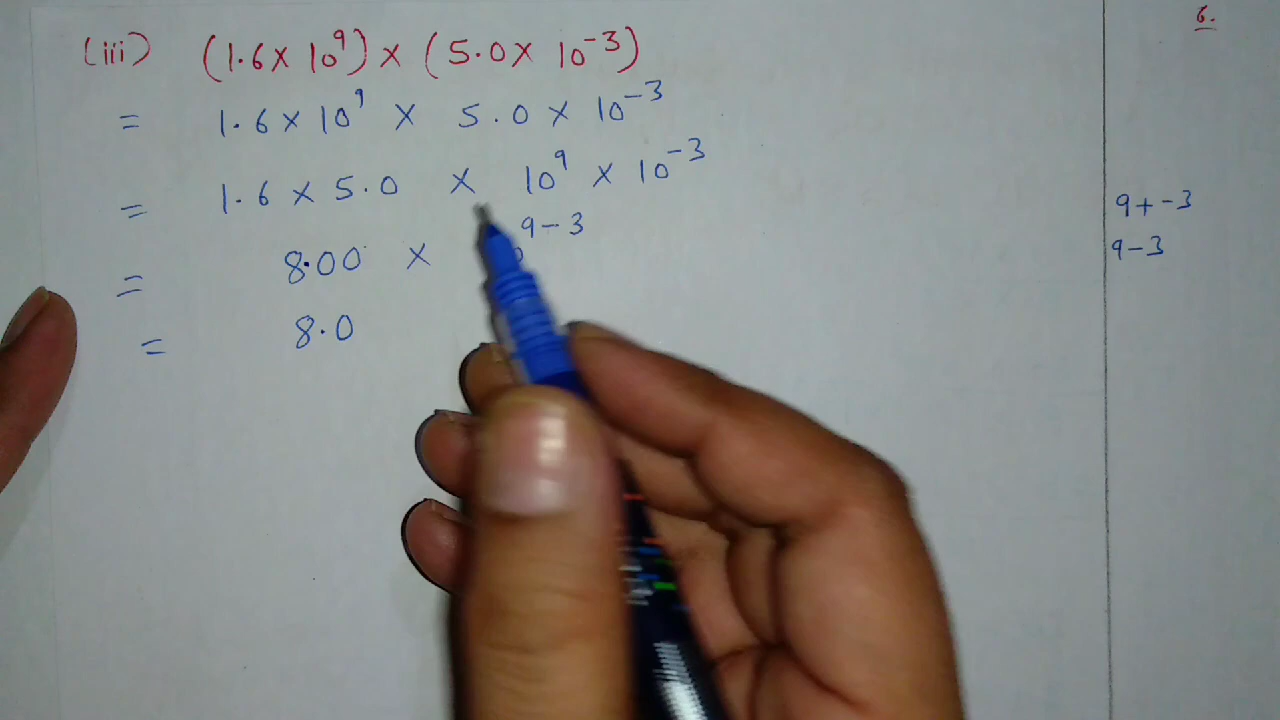 6.
(iii) (1.6 × 10⁹) × (5.0 × 10⁻³)
= 1.6 × 10⁹ × 5.0 × 10⁻³
= 1.6 × 5.0 × 10⁹ × 10⁻³
9 + -3
= 8.00 × ⁹⁻³
9 - 3
= 8.0